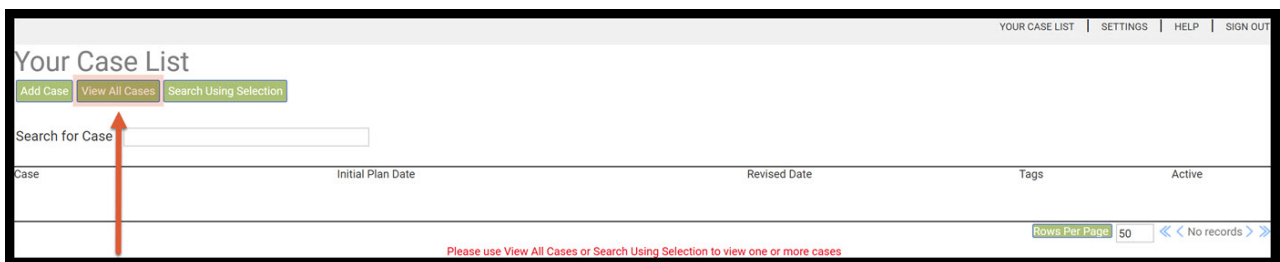 YOUR CASE LIST | SETTINGS | HELP | SIGN OUT
Your Case List
Add Case View All Cases Search Using Selection
Search for Case
Case Initial Plan Date Revised Date Tags Active
Rows Per Page 50 No records
Please use View All Cases or Search Using Selection to view one or more cases